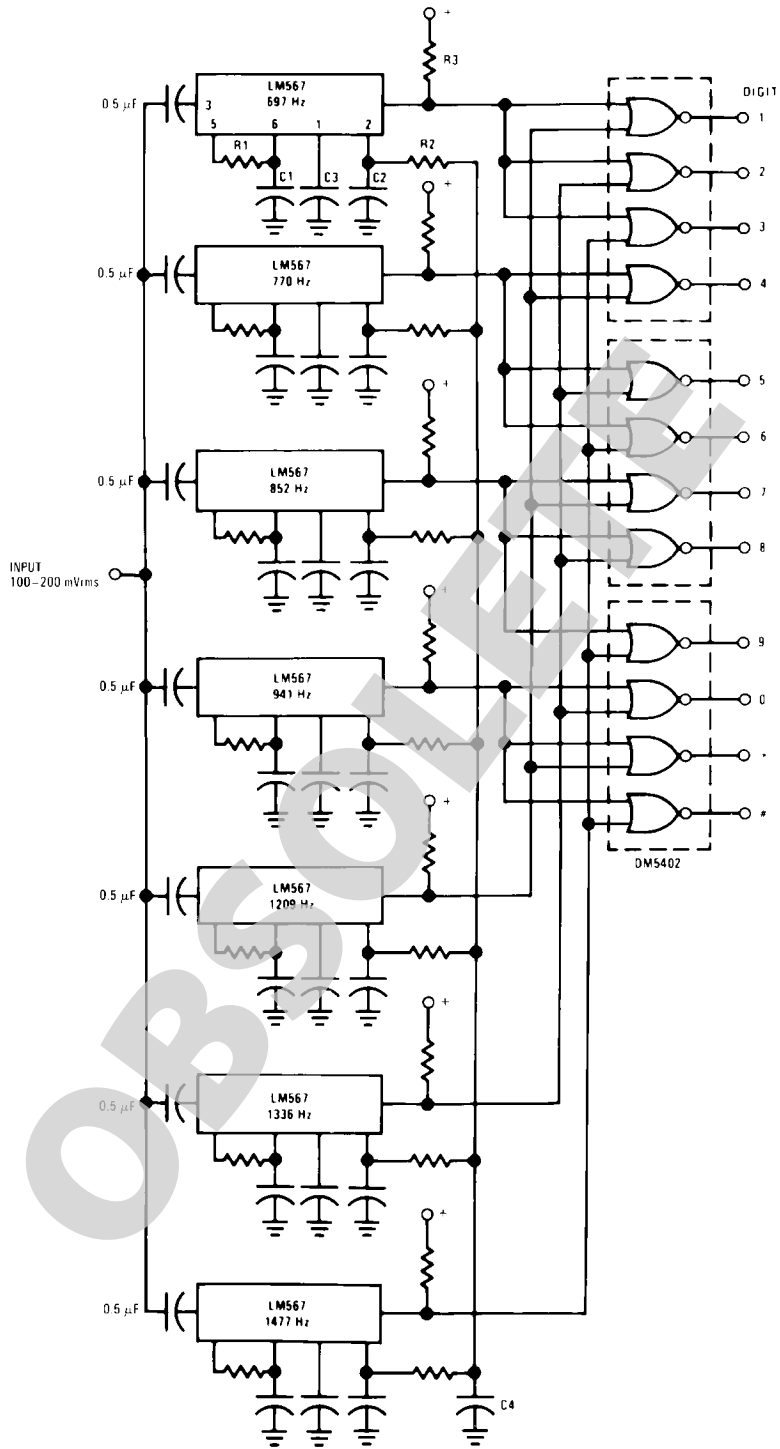 +
R3
DIGIT
LM567
697 Hz
0.5 μF
3
5
6
1
2
R1
R2
C1
C3
C2
1
2
3
4
+
0.5 μF
LM567
770 Hz
+
5
6
7
8
0.5 μF
LM567
852 Hz
INPUT
100–200 mVrms
+
9
0
*
#
DM5402
0.5 μF
LM567
941 Hz
+
0.5 μF
LM567
1209 Hz
+
0.5 μF
LM567
1336 Hz
+
0.5 μF
LM567
1477 Hz
C4
OBSOLETE